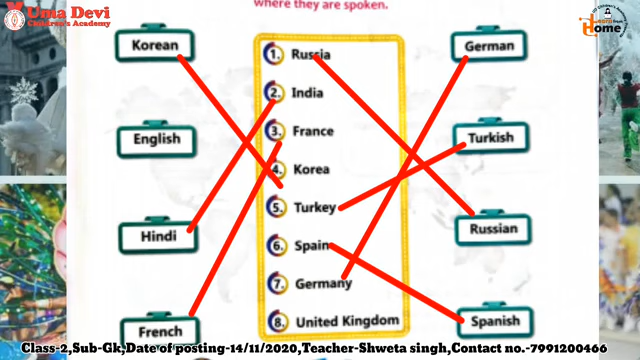 Uma Devi
Children's Academy
where they are spoken.
Learn from
Home
Korean
English
Hindi
French
1. Russia
2. India
3. France
4. Korea
5. Turkey
6. Spain
7. Germany
8. United Kingdom
German
Turkish
Russian
Spanish
Class-2,Sub-Gk,Date of posting-14/11/2020,Teacher-Shweta singh,Contact no.-7991200466